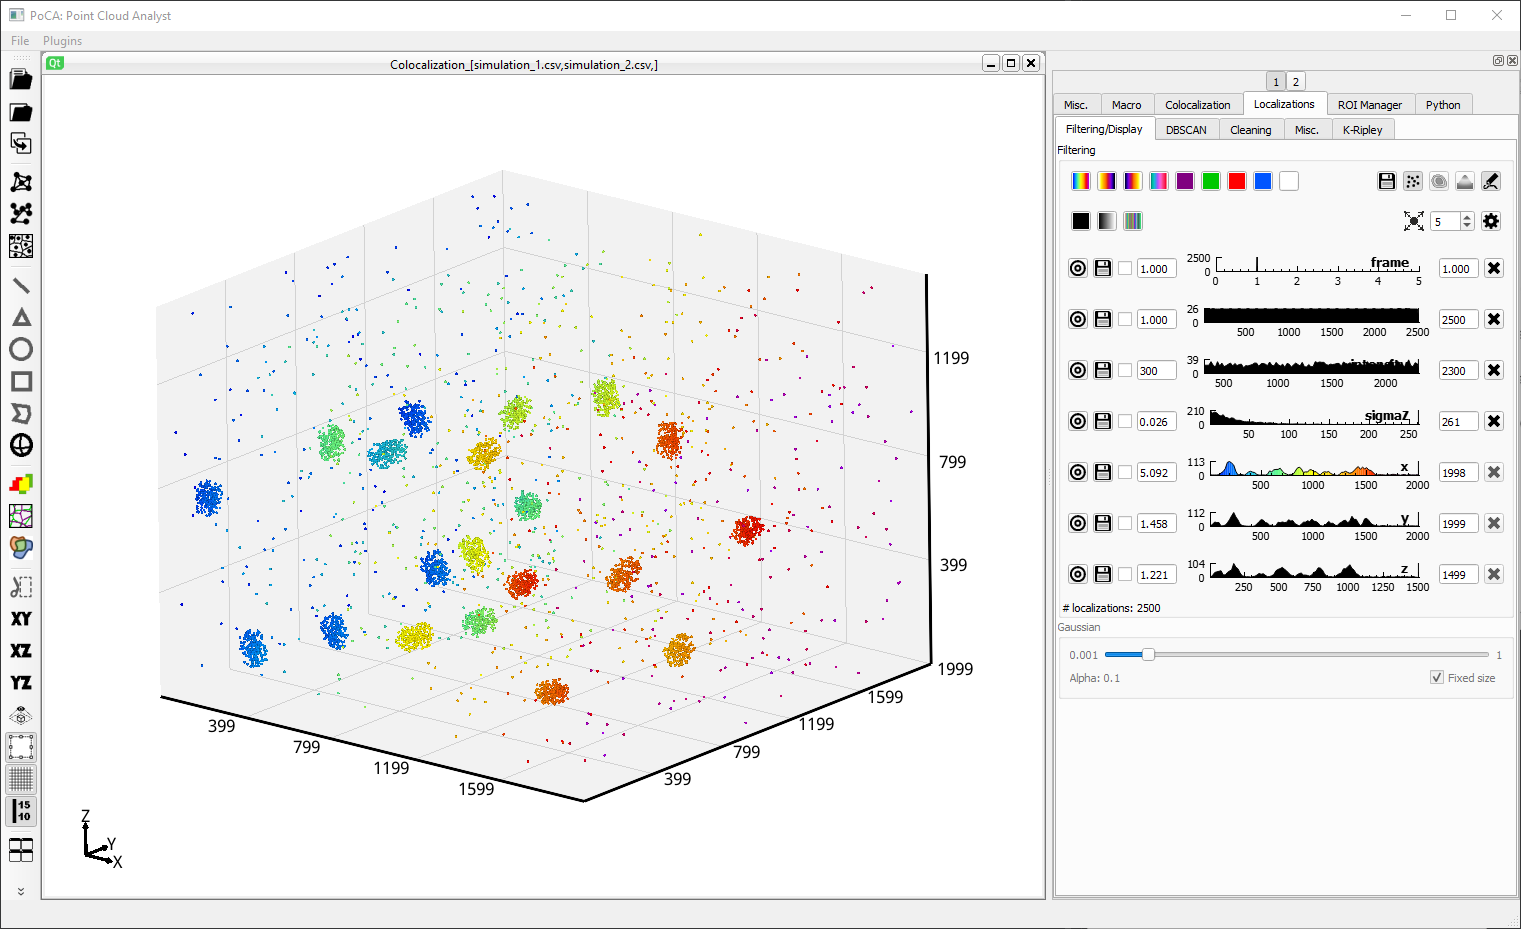 PoCA: Point Cloud Analyst
File Plugins
Qt Colocalization_[simulation_1.csv,simulation_2.csv,]
1199
799
399
1999
1599
1199
799
399
399
799
1199
1599
Z
Y
X
XY
XZ
YZ
15
10
1 2
Misc. Macro Colocalization Localizations ROI Manager Python
Filtering/Display DBSCAN Cleaning Misc. K-Ripley
Filtering
5
1.000 2500 0 frame 1.000
0 1 2 3 4 5
1.000 26 0 2500
500 1000 1500 2000 2500
300 39 0 2300
500 1000 1500 2000
0.026 210 0 sigmaZ 261
50 100 150 200 250
5.092 113 0 x 1998
500 1000 1500 2000
1.458 112 0 y 1999
500 1000 1500 2000
1.221 104 0 z 1499
250 500 750 1000 1250 1500
# localizations: 2500
Gaussian
0.001 1
Alpha: 0.1 Fixed size